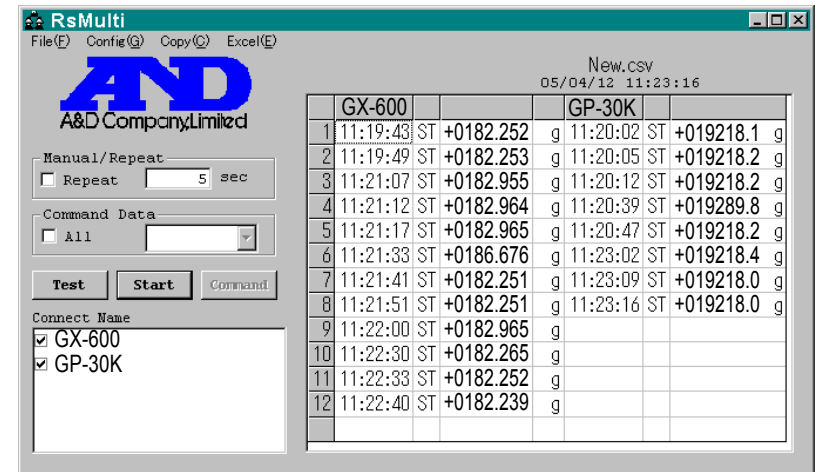 RsMulti
File(F) Config(G) Copy(C) Excel(E)
AND
A&D Company,Limited
Manual/Repeat
Repeat 5 sec
Command Data
All
Test Start Command
Connect Name
GX-600
GP-30K
New.csv
05/04/12 11:23:16
GX-600 GP-30K
1 11:19:43 ST +0182.252 g 11:20:02 ST +019218.1 g
2 11:19:49 ST +0182.253 g 11:20:05 ST +019218.2 g
3 11:21:07 ST +0182.955 g 11:20:12 ST +019218.2 g
4 11:21:12 ST +0182.964 g 11:20:39 ST +019289.8 g
5 11:21:17 ST +0182.965 g 11:20:47 ST +019218.2 g
6 11:21:33 ST +0186.676 g 11:23:02 ST +019218.4 g
7 11:21:41 ST +0182.251 g 11:23:09 ST +019218.0 g
8 11:21:51 ST +0182.251 g 11:23:16 ST +019218.0 g
9 11:22:00 ST +0182.965 g
10 11:22:30 ST +0182.265 g
11 11:22:33 ST +0182.252 g
12 11:22:40 ST +0182.239 g